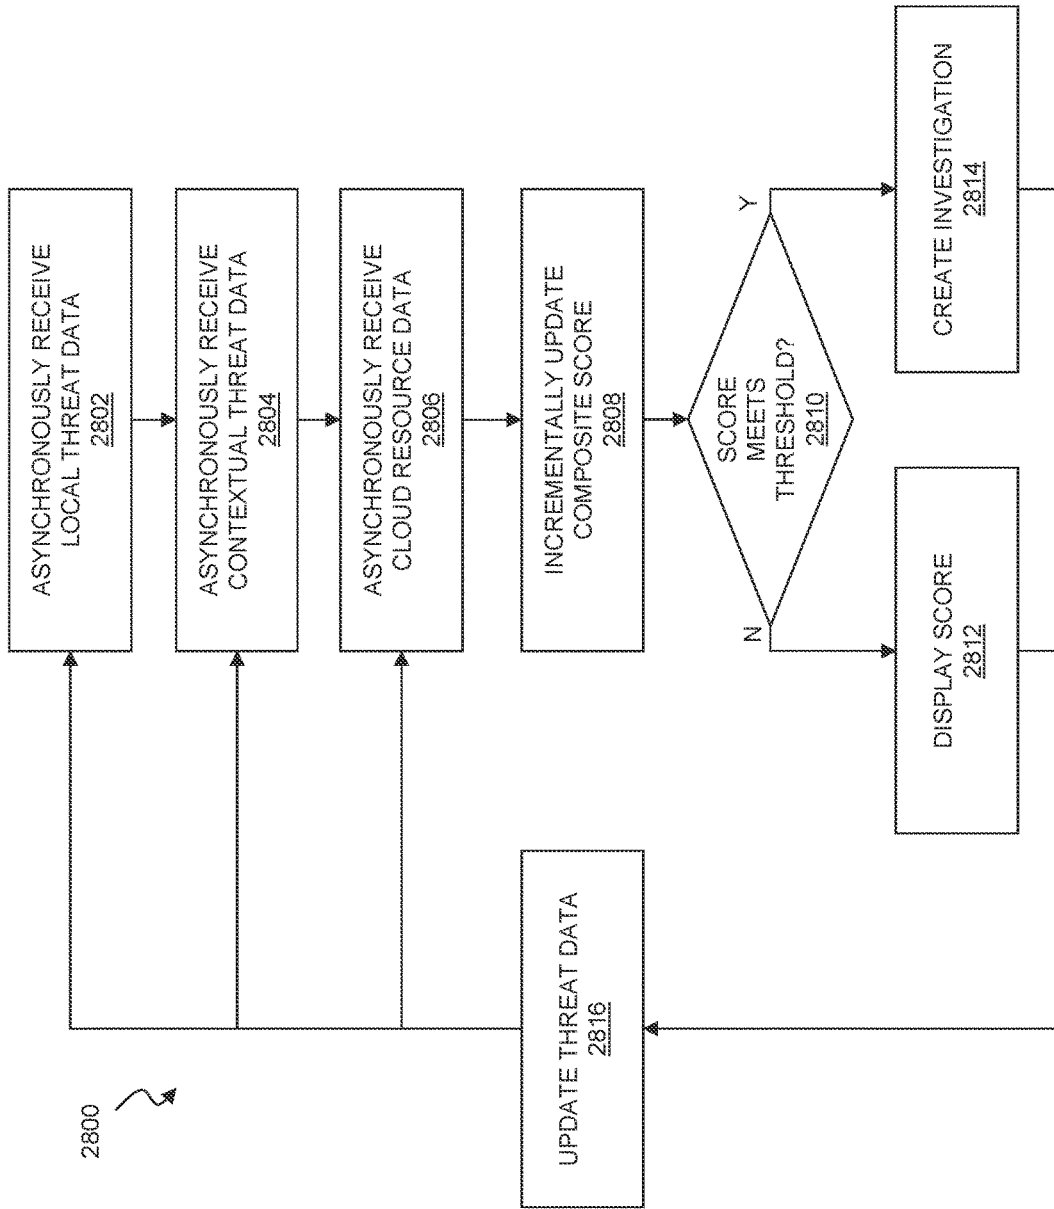 2800
ASYNCHRONOUSLY RECEIVE
LOCAL THREAT DATA
2802
ASYNCHRONOUSLY RECEIVE
CONTEXTUAL THREAT DATA
2804
ASYNCHRONOUSLY RECEIVE
CLOUD RESOURCE DATA
2806
INCREMENTALLY UPDATE
COMPOSITE SCORE
2808
SCORE
MEETS
THRESHOLD?
2810
N
Y
DISPLAY SCORE
2812
CREATE INVESTIGATION
2814
UPDATE THREAT DATA
2816